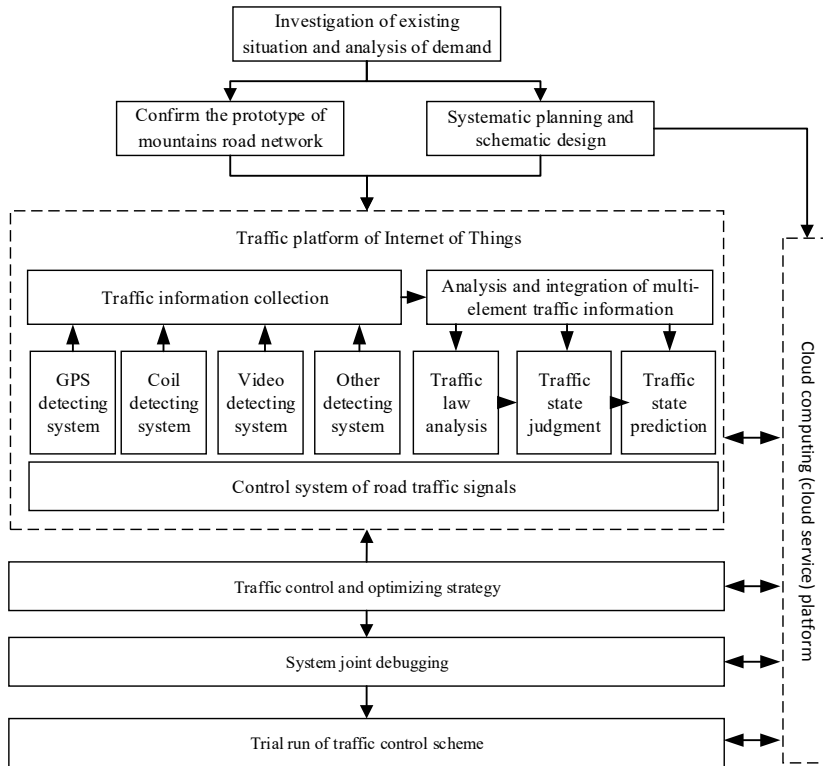 Investigation of existing
situation and analysis of demand
Confirm the prototype of
mountains road network
Systematic planning and
schematic design
Traffic platform of Internet of Things
Traffic information collection
Analysis and integration of multi-
element traffic information
GPS
detecting
system
Coil
detecting
system
Video
detecting
system
Other
detecting
system
Traffic
law
analysis
Traffic
state
judgment
Traffic
state
prediction
Control system of road traffic signals
Traffic control and optimizing strategy
System joint debugging
Trial run of traffic control scheme
Cloud computing (cloud service) platform